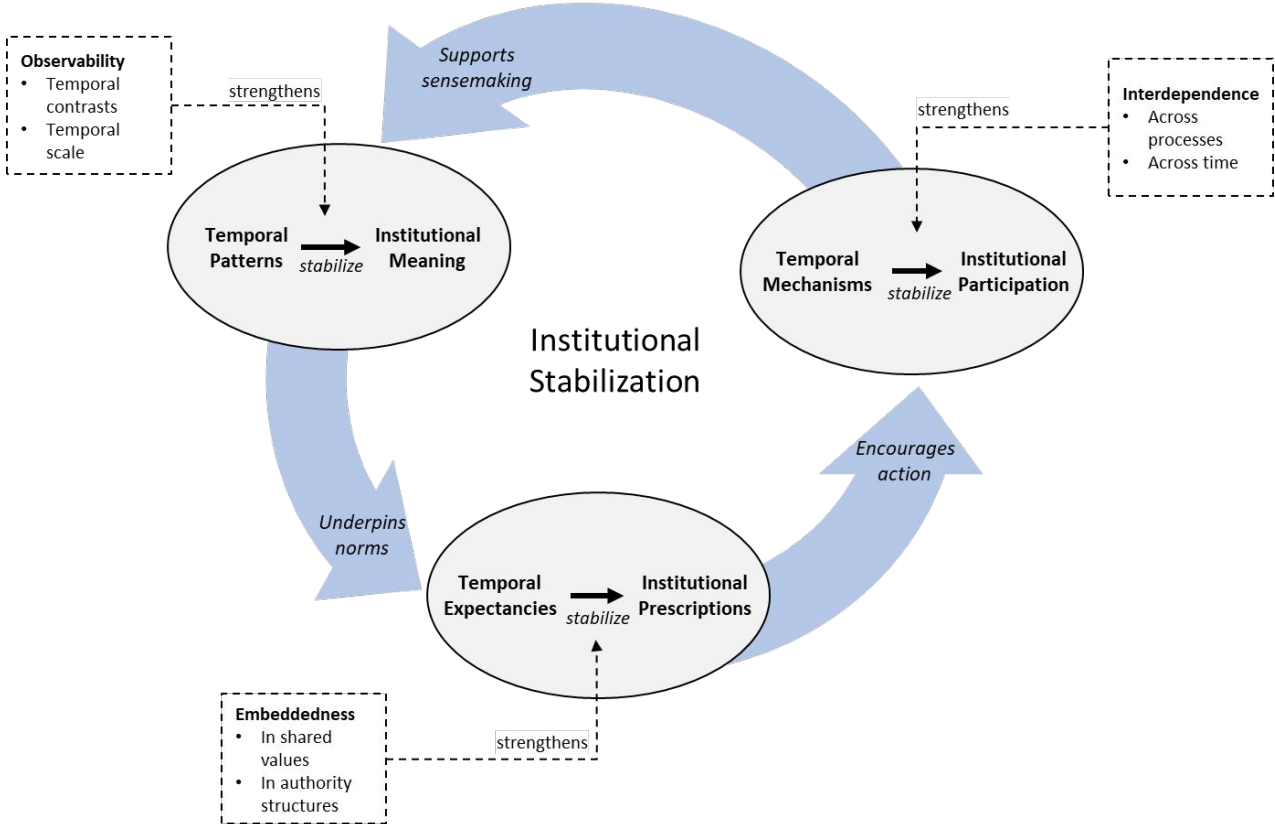 Observability
• Temporal
contrasts
• Temporal
scale
strengthens
Supports
sensemaking
strengthens
Interdependence
• Across
processes
• Across time
Temporal
Patterns
stabilize
Institutional
Meaning
Temporal
Mechanisms
stabilize
Institutional
Participation
Institutional
Stabilization
Underpins
norms
Encourages
action
Temporal
Expectancies
stabilize
Institutional
Prescriptions
Embeddedness
• In shared
values
• In authority
structures
strengthens